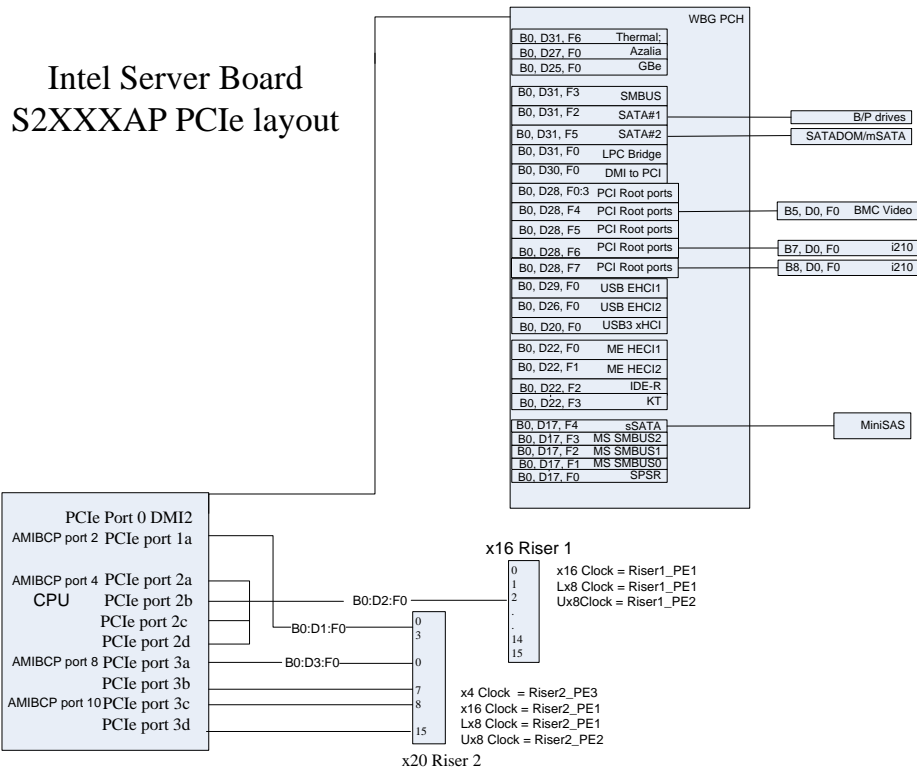 WBG PCH
Intel Server Board
S2XXXAP PCIe layout
B0, D31, F6 Thermal;
B0, D27, F0 Azalia
B0, D25, F0 GBe
B0, D31, F3 SMBUS
B0, D31, F2 SATA#1
B/P drives
B0, D31, F5 SATA#2
SATADOM/mSATA
B0, D31, F0 LPC Bridge
B0, D30, F0 DMI to PCI
B0, D28, F0:3 PCI Root ports
B0, D28, F4 PCI Root ports
B5, D0, F0 BMC Video
B0, D28, F5 PCI Root ports
B0, D28, F6 PCI Root ports
B7, D0, F0 i210
B0, D28, F7 PCI Root ports
B8, D0, F0 i210
B0, D29, F0 USB EHCI1
B0, D26, F0 USB EHCI2
B0, D20, F0 USB3 xHCI
B0, D22, F0 ME HECI1
B0, D22, F1 ME HECI2
B0, D22, F2 IDE-R
B0, D22, F3 KT
B0, D17, F4 sSATA
MiniSAS
B0, D17, F3 MS SMBUS2
B0, D17, F2 MS SMBUS1
B0, D17, F1 MS SMBUS0
B0, D17, F0 SPSR
PCIe Port 0 DMI2
AMIBCP port 2 PCIe port 1a
AMIBCP port 4 PCIe port 2a
CPU PCIe port 2b
PCIe port 2c
PCIe port 2d
AMIBCP port 8 PCIe port 3a
PCIe port 3b
AMIBCP port 10 PCIe port 3c
PCIe port 3d
B0:D2:F0
B0:D1:F0
B0:D3:F0
x16 Riser 1
0
1
2
.
.
14
15
x16 Clock = Riser1_PE1
Lx8 Clock = Riser1_PE1
Ux8Clock = Riser1_PE2
0
3
0
7
8
15
x4 Clock = Riser2_PE3
x16 Clock = Riser2_PE1
Lx8 Clock = Riser2_PE1
Ux8 Clock = Riser2_PE2
x20 Riser 2